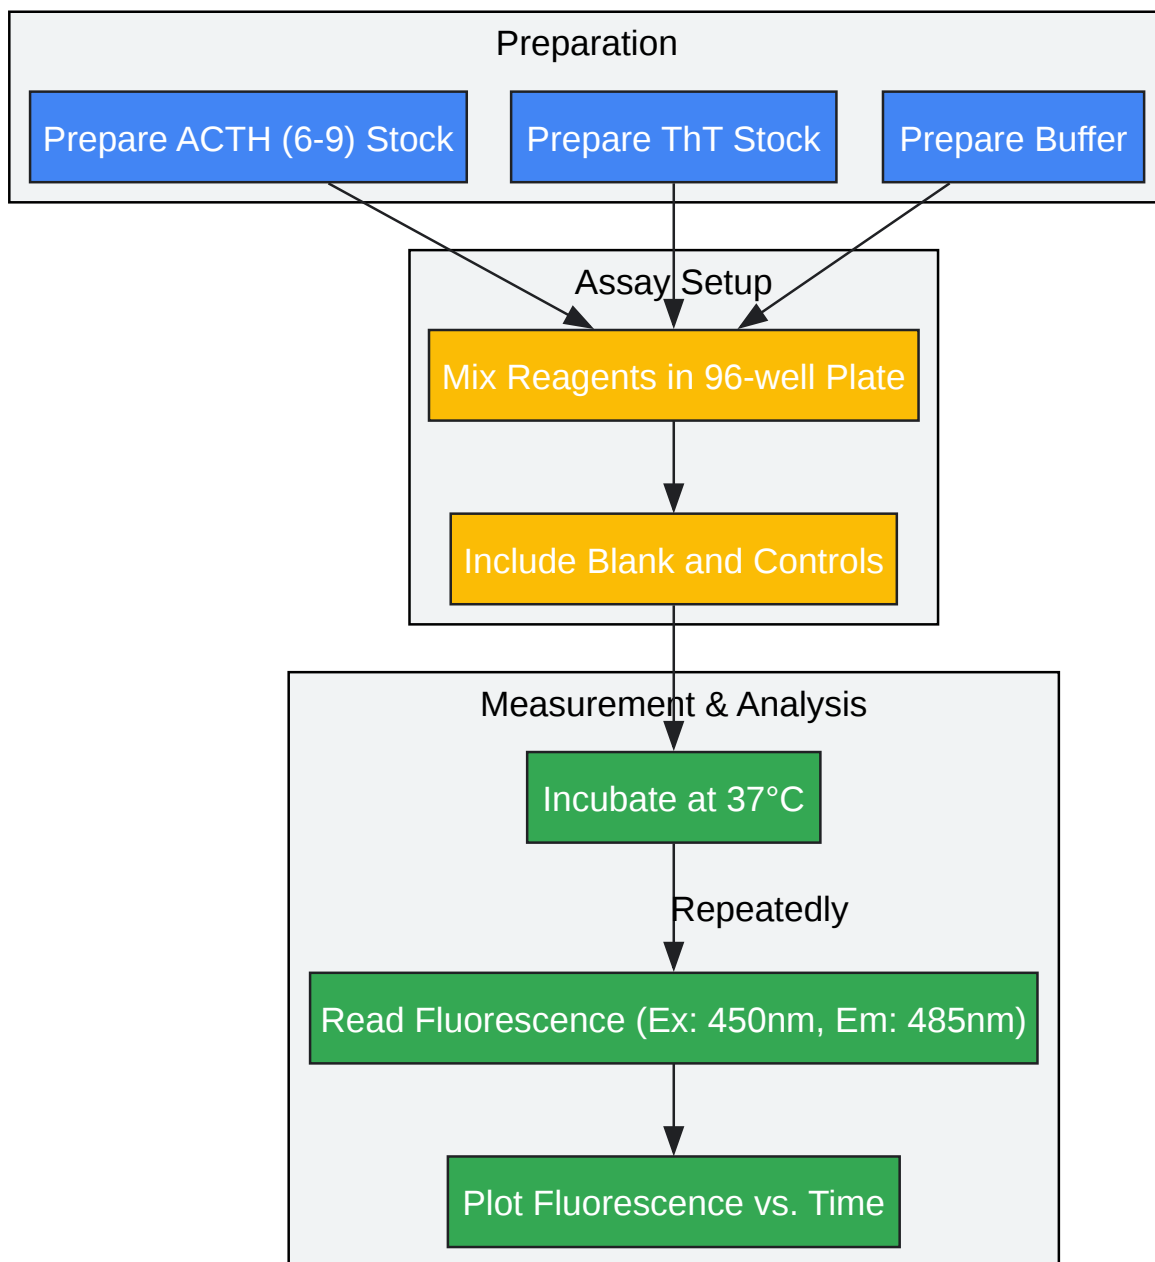 Preparation
Prepare ACTH (6-9) Stock
Prepare ThT Stock
Prepare Buffer
Assay Setup
Mix Reagents in 96-well Plate
Include Blank and Controls
Measurement & Analysis
Incubate at 37°C
Repeatedly
Read Fluorescence (Ex: 450nm, Em: 485nm)
Plot Fluorescence vs. Time